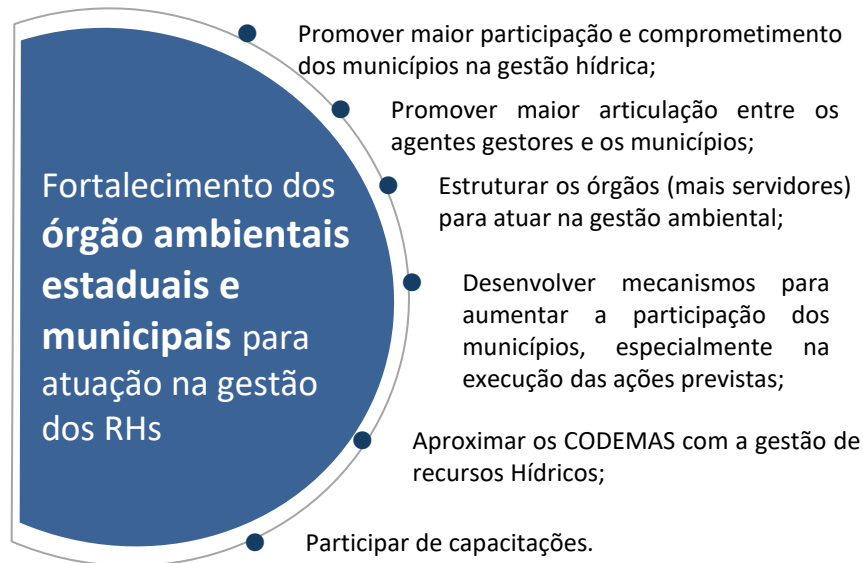 Fortalecimento dos
órgão ambientais
estaduais e
municipais para
atuação na gestão
dos RHs
Promover maior participação e comprometimento
dos municípios na gestão hídrica;
Promover maior articulação entre os
agentes gestores e os municípios;
Estruturar os órgãos (mais servidores)
para atuar na gestão ambiental;
Desenvolver mecanismos para
aumentar a participação dos
municípios, especialmente na
execução das ações previstas;
Aproximar os CODEMAS com a gestão de
recursos Hídricos;
Participar de capacitações.